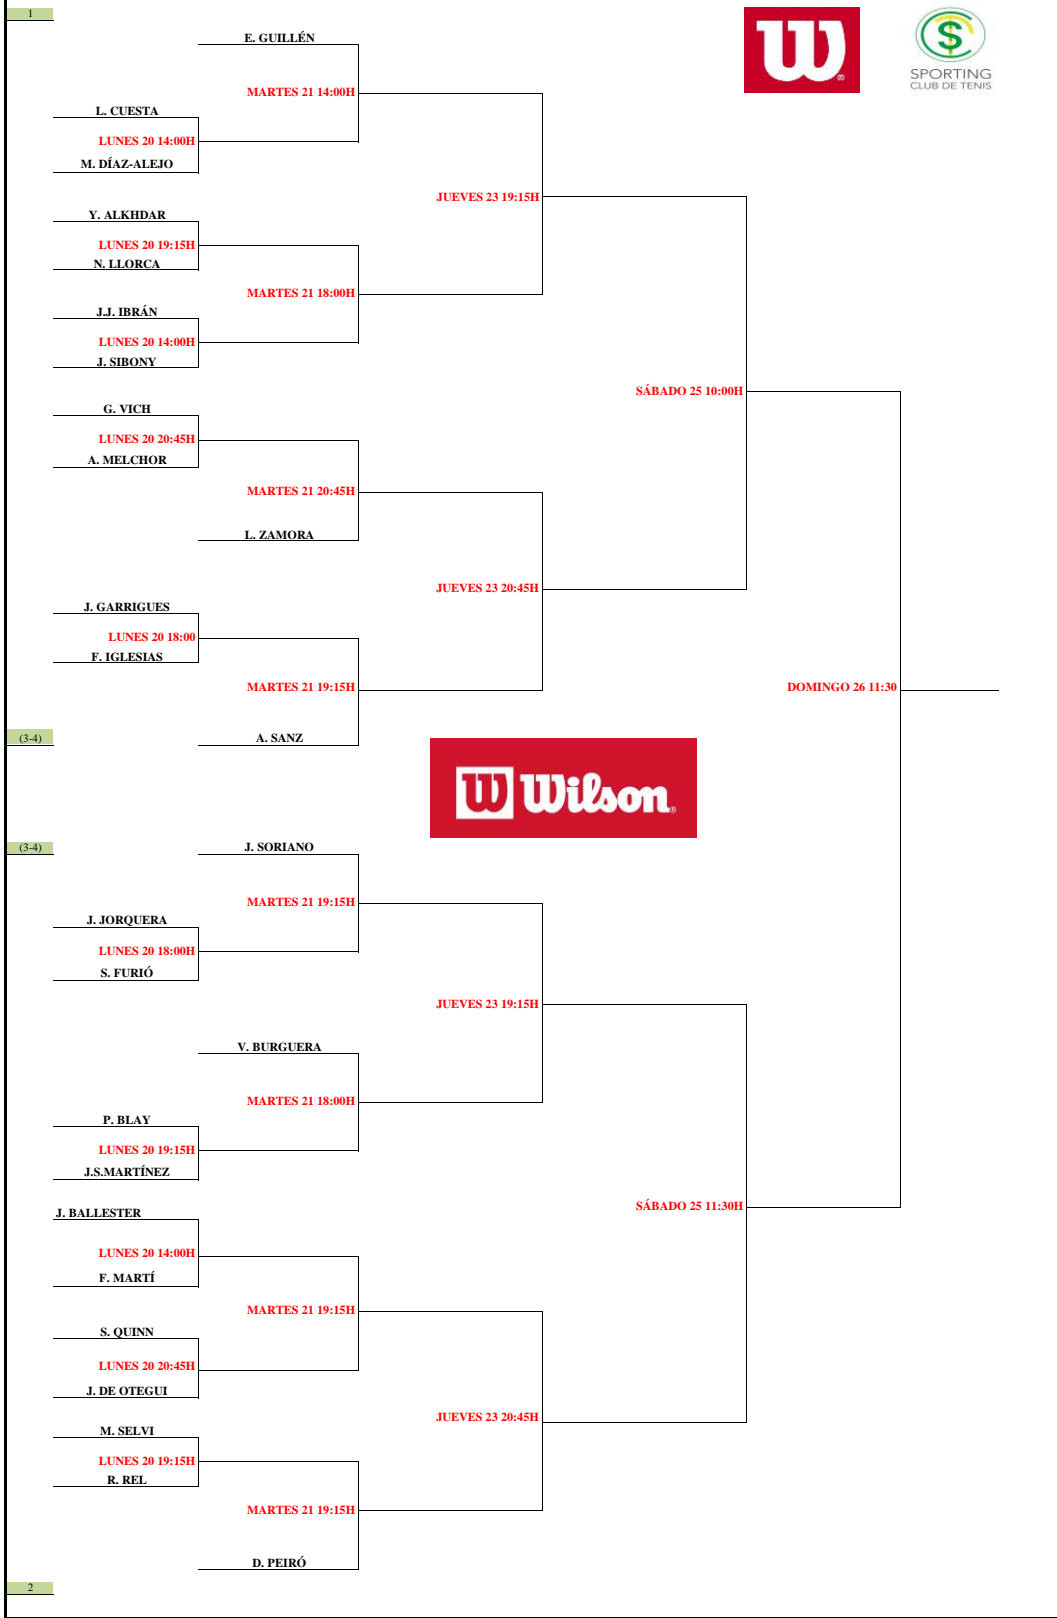 1
E. GUILLÉN
W
SPORTING
CLUB DE TENIS
MARTES 21 14:00H
L. CUESTA
LUNES 20 14:00H
M. DÍAZ-ALEJO
JUEVES 23 19:15H
Y. ALKHDAR
LUNES 20 19:15H
N. LLORCA
MARTES 21 18:00H
J.J. IBRÁN
LUNES 20 14:00H
J. SIBONY
SÁBADO 25 10:00H
G. VICH
LUNES 20 20:45H
A. MELCHOR
MARTES 21 20:45H
L. ZAMORA
JUEVES 23 20:45H
J. GARRIGUES
LUNES 20 18:00
F. IGLESIAS
MARTES 21 19:15H
DOMINGO 26 11:30
(3-4)
A. SANZ
W Wilson
(3-4)
J. SORIANO
MARTES 21 19:15H
J. JORQUERA
LUNES 20 18:00H
S. FURIÓ
JUEVES 23 19:15H
V. BURGUERA
MARTES 21 18:00H
P. BLAY
LUNES 20 19:15H
J.S.MARTÍNEZ
SÁBADO 25 11:30H
J. BALLESTER
LUNES 20 14:00H
F. MARTÍ
MARTES 21 19:15H
S. QUINN
LUNES 20 20:45H
J. DE OTEGUI
JUEVES 23 20:45H
M. SELVI
LUNES 20 19:15H
R. REL
MARTES 21 19:15H
D. PEIRÓ
2